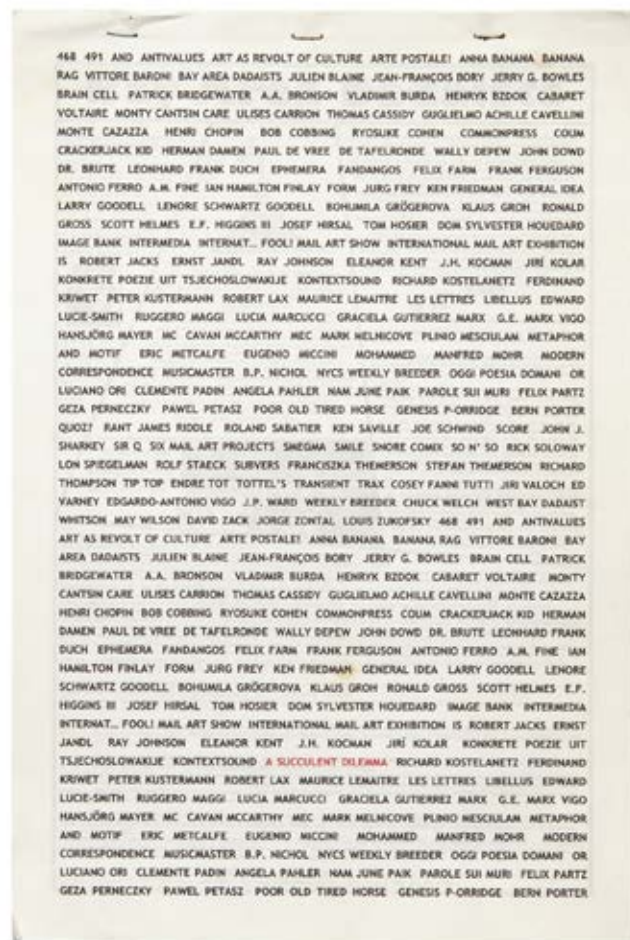 468 491 AND ANTIVALUES ART AS REVOLT OF CULTURE ARTE POSTALE! ANNA BANANA BANANA
RAG VITTORE BARONI BAY AREA DADAISTS JULIEN BLAINE JEAN-FRANÇOIS BORY JERRY G. BOWLES
BRAIN CELL PATRICK BRIDGEWATER A.A. BRONSON VLADIMIR BURDA HENRYK BZDOK CABARET
VOLTAIRE MONTY CANTSIN CARE ULISES CARRION THOMAS CASSIDY GUGLIELMO ACHILLE CAVELLINI
MONTE CAZAZZA HENRI CHOPIN BOB COBBING RYOSUKE COHEN COMMONPRESS COUM
CRACKERJACK KID HERMAN DAMEN PAUL DE VREE DE TAFELRONDE WALLY DEPEW JOHN DOWD
DR. BRUTE LEONHARD FRANK DUCH EPHEMERA FANDANGOS FELIX FARM FRANK FERGUSON
ANTONIO FERRO A.M. FINE IAN HAMILTON FINLAY FORM JURG FREY KEN FRIEDMAN GENERAL IDEA
LARRY GOODELL LENORE SCHWARTZ GOODELL BOHUMILA GRÖGEROVA KLAUS GROH RONALD
GROSS SCOTT HELMES E.F. HIGGINS III JOSEF HIRSAL TOM HOSIER DOM SYLVESTER HOUEDARD
IMAGE BANK INTERMEDIA INTERNAT... FOOL! MAIL ART SHOW INTERNATIONAL MAIL ART EXHIBITION
IS ROBERT JACKS ERNST JANDL RAY JOHNSON ELEANOR KENT J.H. KOCMAN JIRÍ KOLAR
KONKRETE POEZIE UIT TSJECHOSLOWAKIJE KONTEXTSOUND RICHARD KOSTELANETZ FERDINAND
KRIWET PETER KUSTERMANN ROBERT LAX MAURICE LEMAITRE LES LETTRES LIBELLUS EDWARD
LUCIE-SMITH RUGGERO MAGGI LUCIA MARCUCCI GRACIELA GUTIERREZ MARX G.E. MARX VIGO
HANSJÖRG MAYER MC CAVAN MCCARTHY MEC MARK MELNICOVE PLINIO MESCIULAM METAPHOR
AND MOTIF ERIC METCALFE EUGENIO MICCINI MOHAMMED MANFRED MOHR MODERN
CORRESPONDENCE MUSICMASTER B.P. NICHOL NYCS WEEKLY BREEDER OGGI POESIA DOMANI OR
LUCIANO ORI CLEMENTE PADIN ANGELA PAHLER NAM JUNE PAIK PAROLE SUI MURI FELIX PARTZ
GEZA PERNECZKY PAWEL PETASZ POOR OLD TIRED HORSE GENESIS P-ORRIDGE BERN PORTER
QUOZ? RANT JAMES RIDDLE ROLAND SABATIER KEN SAVILLE JOE SCHWIND SCORE JOHN J.
SHARKEY SIR Q SIX MAIL ART PROJECTS SMEGMA SMILE SNORE COMIX SO N' SO RICK SOLOWAY
LON SPIEGELMAN ROLF STAECK SUBVERS FRANCISZKA THEMERSON STEFAN THEMERSON RICHARD
THOMPSON TIP TOP ENDRE TOT TOTTEL'S TRANSIENT TRAX COSEY FANNI TUTTI JIRI VALOCH ED
VARNEY EDGARDO-ANTONIO VIGO J.P. WARD WEEKLY BREEDER CHUCK WELCH WEST BAY DADAIST
WHITSON MAY WILSON DAVID ZACK JORGE ZONTAL LOUIS ZUKOFSKY 468 491 AND ANTIVALUES
ART AS REVOLT OF CULTURE ARTE POSTALE! ANNA BANANA BANANA RAG VITTORE BARONI BAY
AREA DADAISTS JULIEN BLAINE JEAN-FRANÇOIS BORY JERRY G. BOWLES BRAIN CELL PATRICK
BRIDGEWATER A.A. BRONSON VLADIMIR BURDA HENRYK BZDOK CABARET VOLTAIRE MONTY
CANTSIN CARE ULISES CARRION THOMAS CASSIDY GUGLIELMO ACHILLE CAVELLINI MONTE CAZAZZA
HENRI CHOPIN BOB COBBING RYOSUKE COHEN COMMONPRESS COUM CRACKERJACK KID HERMAN
DAMEN PAUL DE VREE DE TAFELRONDE WALLY DEPEW JOHN DOWD DR. BRUTE LEONHARD FRANK
DUCH EPHEMERA FANDANGOS FELIX FARM FRANK FERGUSON ANTONIO FERRO A.M. FINE IAN
HAMILTON FINLAY FORM JURG FREY KEN FRIEDMAN GENERAL IDEA LARRY GOODELL LENORE
SCHWARTZ GOODELL BOHUMILA GRÖGEROVA KLAUS GROH RONALD GROSS SCOTT HELMES E.F.
HIGGINS III JOSEF HIRSAL TOM HOSIER DOM SYLVESTER HOUEDARD IMAGE BANK INTERMEDIA
INTERNAT... FOOL! MAIL ART SHOW INTERNATIONAL MAIL ART EXHIBITION IS ROBERT JACKS ERNST
JANDL RAY JOHNSON ELEANOR KENT J.H. KOCMAN JIRÍ KOLAR KONKRETE POEZIE UIT
TSJECHOSLOWAKIJE KONTEXTSOUND A SUCCULENT DILEMMA RICHARD KOSTELANETZ FERDINAND
KRIWET PETER KUSTERMANN ROBERT LAX MAURICE LEMAITRE LES LETTRES LIBELLUS EDWARD
LUCIE-SMITH RUGGERO MAGGI LUCIA MARCUCCI GRACIELA GUTIERREZ MARX G.E. MARX VIGO
HANSJÖRG MAYER MC CAVAN MCCARTHY MEC MARK MELNICOVE PLINIO MESCIULAM METAPHOR
AND MOTIF ERIC METCALFE EUGENIO MICCINI MOHAMMED MANFRED MOHR MODERN
CORRESPONDENCE MUSICMASTER B.P. NICHOL NYCS WEEKLY BREEDER OGGI POESIA DOMANI OR
LUCIANO ORI CLEMENTE PADIN ANGELA PAHLER NAM JUNE PAIK PAROLE SUI MURI FELIX PARTZ
GEZA PERNECZKY PAWEL PETASZ POOR OLD TIRED HORSE GENESIS P-ORRIDGE BERN PORTER